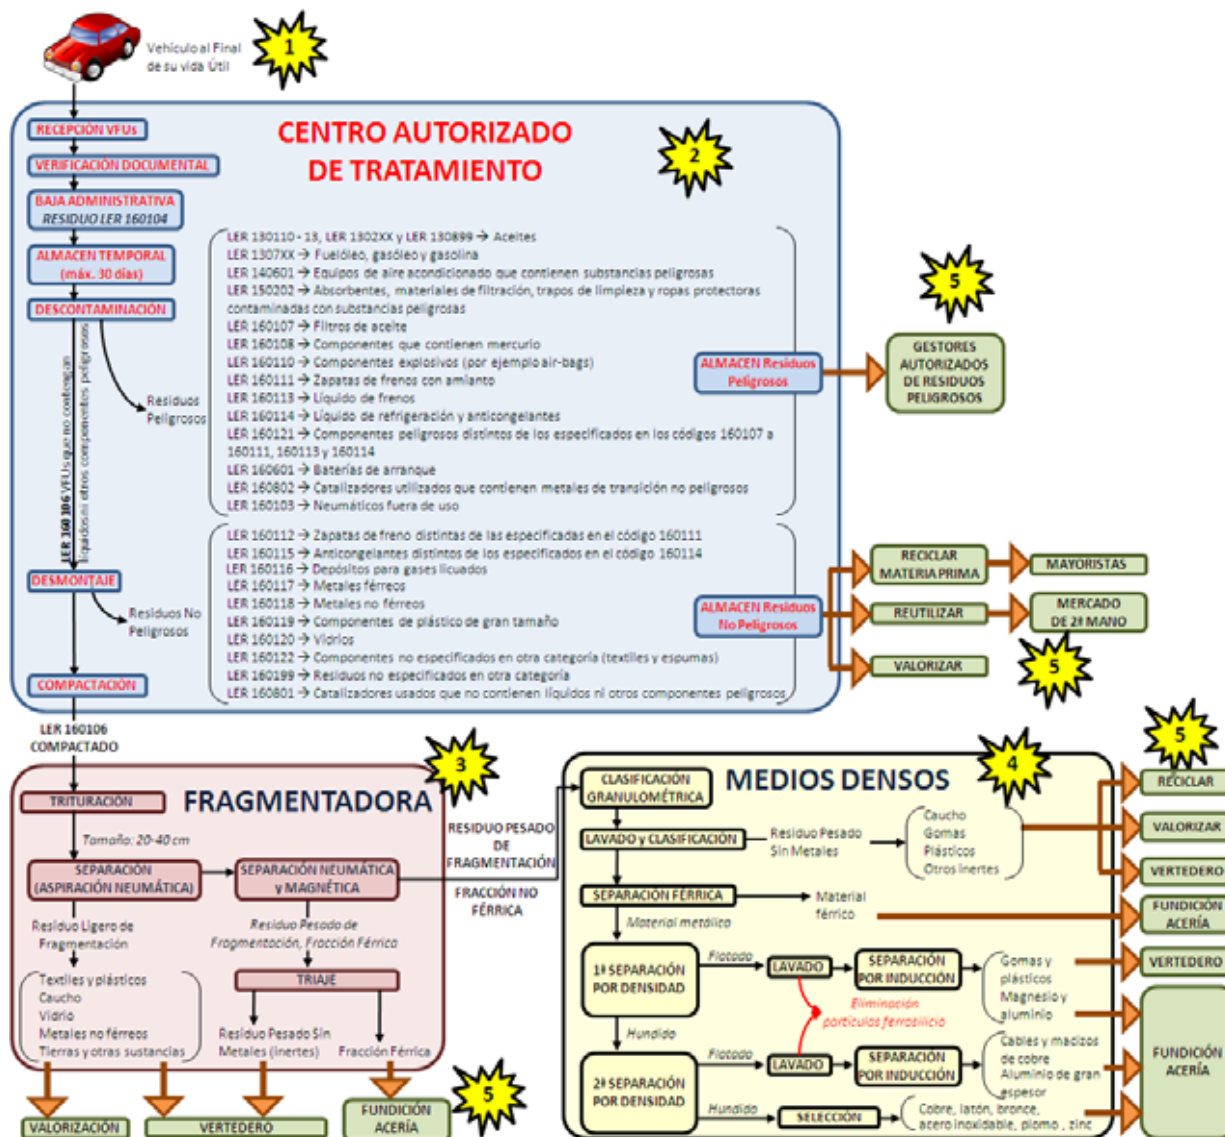 Vehículo al Final
de su vida Útil
1
RECEPCIÓN VFUs
VERIFICACIÓN DOCUMENTAL
BAJA ADMINISTRATIVA
RESIDUO LER 160104
ALMACEN TEMPORAL
(máx. 30 días)
DESCONTAMINACIÓN
CENTRO AUTORIZADO
DE TRATAMIENTO
2
LER 130110 - 13, LER 1302XX y LER 130899 → Aceites
LER 1307XX → Fuelóleo, gasóleo y gasolina
LER 140601 → Equipos de aire acondicionado que contienen substancias peligrosas
LER 150202 → Absorbentes, materiales de filtración, trapos de limpieza y ropas protectoras
contaminadas con substancias peligrosas
LER 160107 → Filtros de aceite
LER 160108 → Componentes que contienen mercurio
LER 160110 → Componentes explosivos (por ejemplo air-bags)
LER 160111 → Zapatas de frenos con amianto
LER 160113 → Líquido de frenos
LER 160114 → Líquido de refrigeración y anticongelantes
LER 160121 → Componentes peligrosos distintos de los especificados en los códigos 160107 a
160111, 160113 y 160114
LER 160601 → Baterías de arranque
LER 160802 → Catalizadores utilizados que contienen metales de transición no peligrosos
LER 160103 → Neumáticos fuera de uso
Residuos
Peligrosos
LER 160106 VFUs que no contengan
líquidos ni otros componentes peligrosos
ALMACEN Residuos
Peligrosos
5
GESTORES
AUTORIZADOS
DE RESIDUOS
PELIGROSOS
DESMONTAJE
Residuos No
Peligrosos
COMPACTACIÓN
LER 160112 → Zapatas de freno distintas de las especificadas en el código 160111
LER 160115 → Anticongelantes distintos de los especificados en el código 160114
LER 160116 → Depósitos para gases licuados
LER 160117 → Metales férreos
LER 160118 → Metales no férreos
LER 160119 → Componentes de plástico de gran tamaño
LER 160120 → Vidrios
LER 160122 → Componentes no especificados en otra categoría (textiles y espumas)
LER 160199 → Residuos no especificados en otra categoría
LER 160801 → Catalizadores usados que no contienen líquidos ni otros componentes peligrosos
ALMACEN Residuos
No Peligrosos
RECICLAR
MATERIA PRIMA
MAYORISTAS
REUTILIZAR
MERCADO
DE 2ª MANO
VALORIZAR
5
LER 160106
COMPACTADO
3
FRAGMENTADORA
TRITURACIÓN
Tamaño: 20-40 cm
SEPARACIÓN
(ASPIRACIÓN NEUMÁTICA)
SEPARACIÓN NEUMÁTICA
y MAGNÉTICA
Residuo Ligero de
Fragmentación
Residuo Pesado de
Fragmentación, Fracción Férrica
TRIAJE
Textiles y plásticos
Caucho
Vidrio
Metales no férreos
Tierras y otras sustancias
Residuo Pesado Sin
Metales (inertes)
Fracción Férrica
VALORIZACIÓN
VERTEDERO
FUNDICIÓN
ACERÍA
5
RESIDUO PESADO
DE
FRAGMENTACIÓN
FRACCIÓN NO
FÉRRICA
4
MEDIOS DENSOS
CLASIFICACIÓN
GRANULOMÉTRICA
LAVADO y CLASIFICACIÓN
Residuo Pesado
Sin Metales
Caucho
Gomas
Plásticos
Otros inertes
SEPARACIÓN FÉRRICA
Material
férrico
Material metálico
1ª SEPARACIÓN
POR DENSIDAD
Flotado
LAVADO
SEPARACIÓN
POR INDUCCIÓN
Gomas y
plásticos
Magnesio y
aluminio
Eliminación
partículas ferrosilicio
Hundido
2ª SEPARACIÓN
POR DENSIDAD
Flotado
LAVADO
SEPARACIÓN
POR INDUCCIÓN
Cables y macizos
de cobre
Aluminio de gran
espesor
Hundido
SELECCIÓN
Cobre, latón, bronce,
acero inoxidable, plomo , zinc
5
RECICLAR
VALORIZAR
VERTEDERO
FUNDICIÓN
ACERÍA
VERTEDERO
FUNDICIÓN
ACERÍA